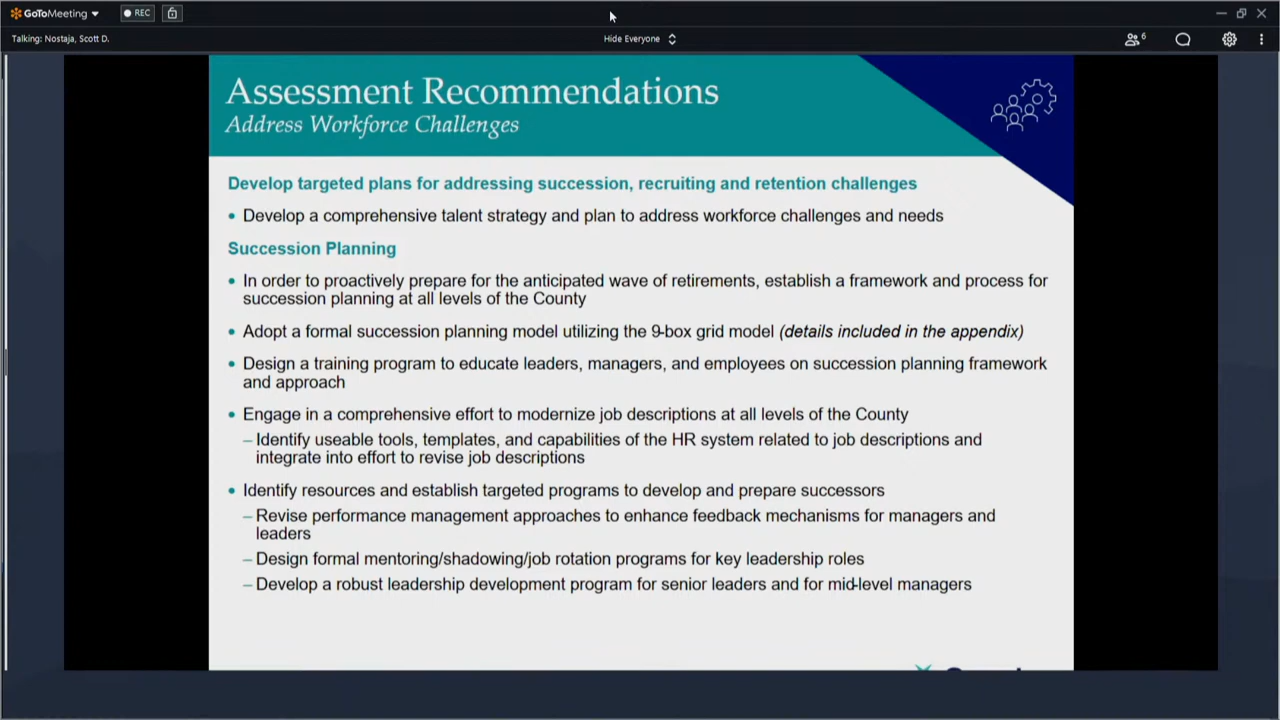 GoToMeeting
REC
Talking: Nostaja, Scott D.
Hide Everyone
6
Assessment Recommendations
Address Workforce Challenges
Develop targeted plans for addressing succession, recruiting and retention challenges
• Develop a comprehensive talent strategy and plan to address workforce challenges and needs
Succession Planning
• In order to proactively prepare for the anticipated wave of retirements, establish a framework and process for
succession planning at all levels of the County
• Adopt a formal succession planning model utilizing the 9-box grid model (details included in the appendix)
• Design a training program to educate leaders, managers, and employees on succession planning framework
and approach
• Engage in a comprehensive effort to modernize job descriptions at all levels of the County
– Identify useable tools, templates, and capabilities of the HR system related to job descriptions and
integrate into effort to revise job descriptions
• Identify resources and establish targeted programs to develop and prepare successors
– Revise performance management approaches to enhance feedback mechanisms for managers and
leaders
– Design formal mentoring/shadowing/job rotation programs for key leadership roles
– Develop a robust leadership development program for senior leaders and for mid-level managers